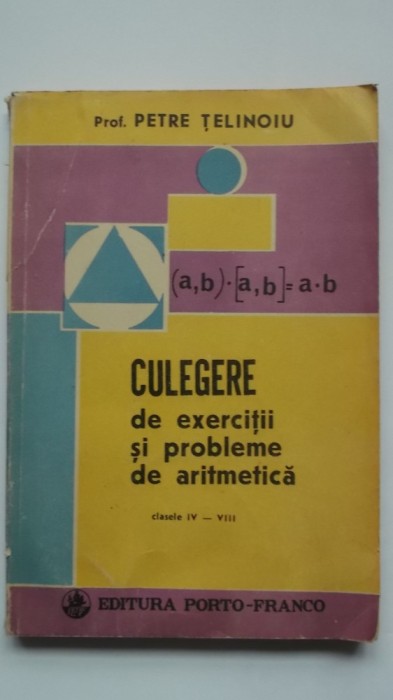 Prof. PETRE ȚELINOIU
(a,b)·[a,b]=a·b
CULEGERE
de exerciții
și probleme
de aritmetică
clasele IV — VIII
EDITURA PORTO-FRANCO